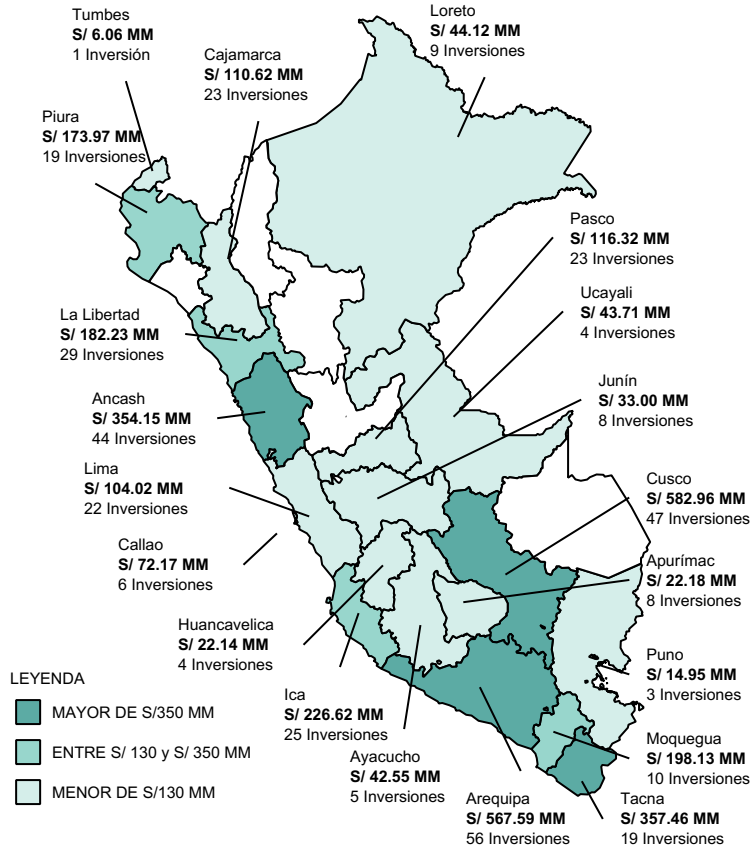 Tumbes
S/ 6.06 MM
1 Inversión
Loreto
S/ 44.12 MM
9 Inversiones
Cajamarca
S/ 110.62 MM
23 Inversiones
Piura
S/ 173.97 MM
19 Inversiones
Pasco
S/ 116.32 MM
23 Inversiones
Ucayali
S/ 43.71 MM
4 Inversiones
La Libertad
S/ 182.23 MM
29 Inversiones
Junín
S/ 33.00 MM
8 Inversiones
Ancash
S/ 354.15 MM
44 Inversiones
Lima
S/ 104.02 MM
22 Inversiones
Cusco
S/ 582.96 MM
47 Inversiones
Callao
S/ 72.17 MM
6 Inversiones
Apurímac
S/ 22.18 MM
8 Inversiones
Huancavelica
S/ 22.14 MM
4 Inversiones
Puno
S/ 14.95 MM
3 Inversiones
Ica
S/ 226.62 MM
25 Inversiones
Moquegua
S/ 198.13 MM
10 Inversiones
Ayacucho
S/ 42.55 MM
5 Inversiones
Arequipa
S/ 567.59 MM
56 Inversiones
Tacna
S/ 357.46 MM
19 Inversiones
LEYENDA
MAYOR DE S/350 MM
ENTRE S/ 130 y S/ 350 MM
MENOR DE S/130 MM